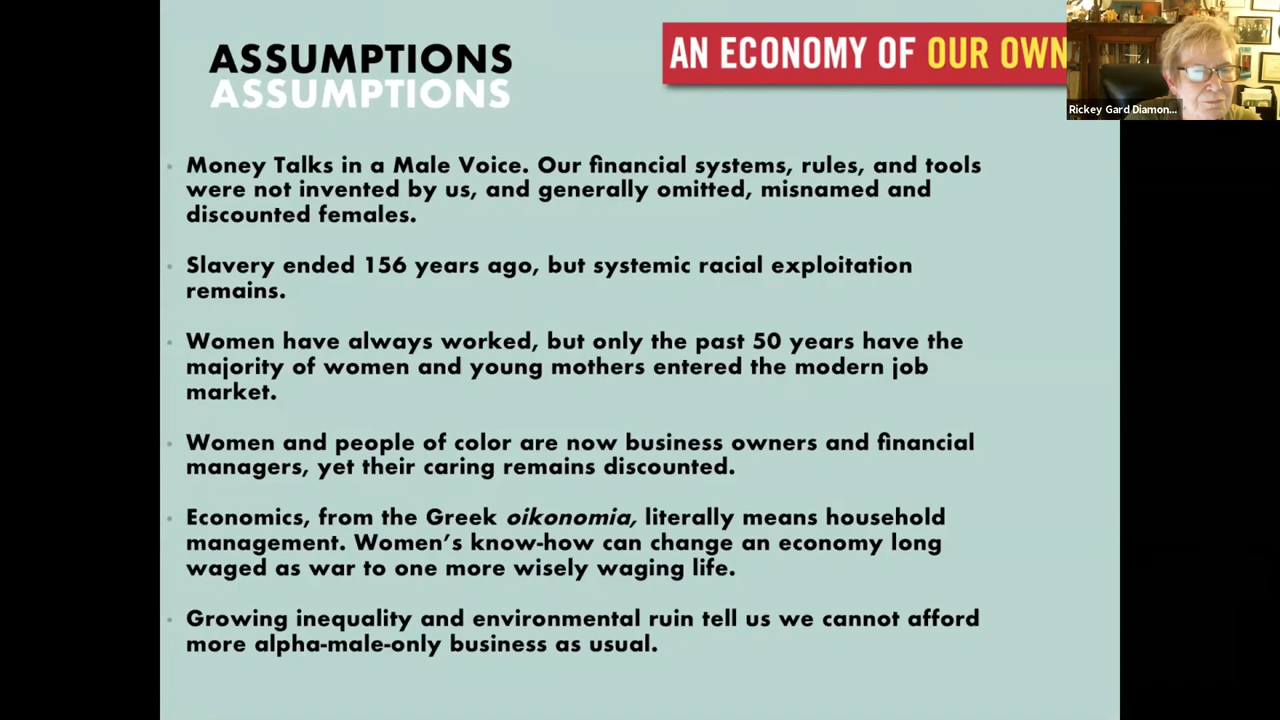 ASSUMPTIONS
ASSUMPTIONS
AN ECONOMY OF OUR OWN
Rickey Gard Diamon...
• Money Talks in a Male Voice. Our financial systems, rules, and tools
were not invented by us, and generally omitted, misnamed and
discounted females.
• Slavery ended 156 years ago, but systemic racial exploitation
remains.
• Women have always worked, but only the past 50 years have the
majority of women and young mothers entered the modern job
market.
• Women and people of color are now business owners and financial
managers, yet their caring remains discounted.
• Economics, from the Greek oikonomia, literally means household
management. Women’s know-how can change an economy long
waged as war to one more wisely waging life.
• Growing inequality and environmental ruin tell us we cannot afford
more alpha-male-only business as usual.